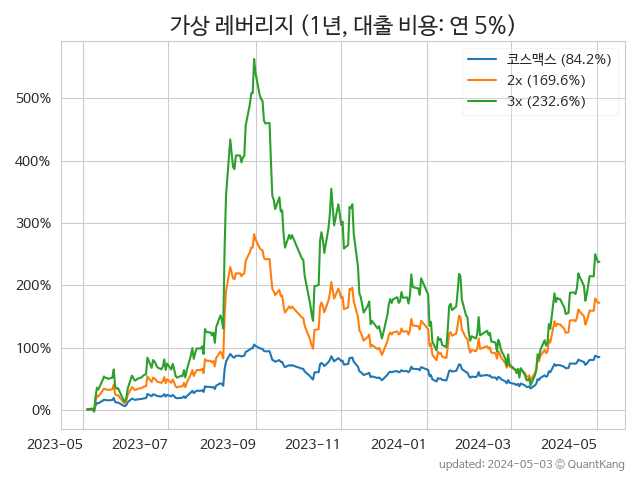 가상 레버리지 (1년, 대출 비용: 연 5%)
코스맥스 (84.2%)
2x (169.6%)
3x (232.6%)
500%
400%
300%
200%
100%
0%
2023-05 2023-07 2023-09 2023-11 2024-01 2024-03 2024-05
updated: 2024-05-03 © QuantKang